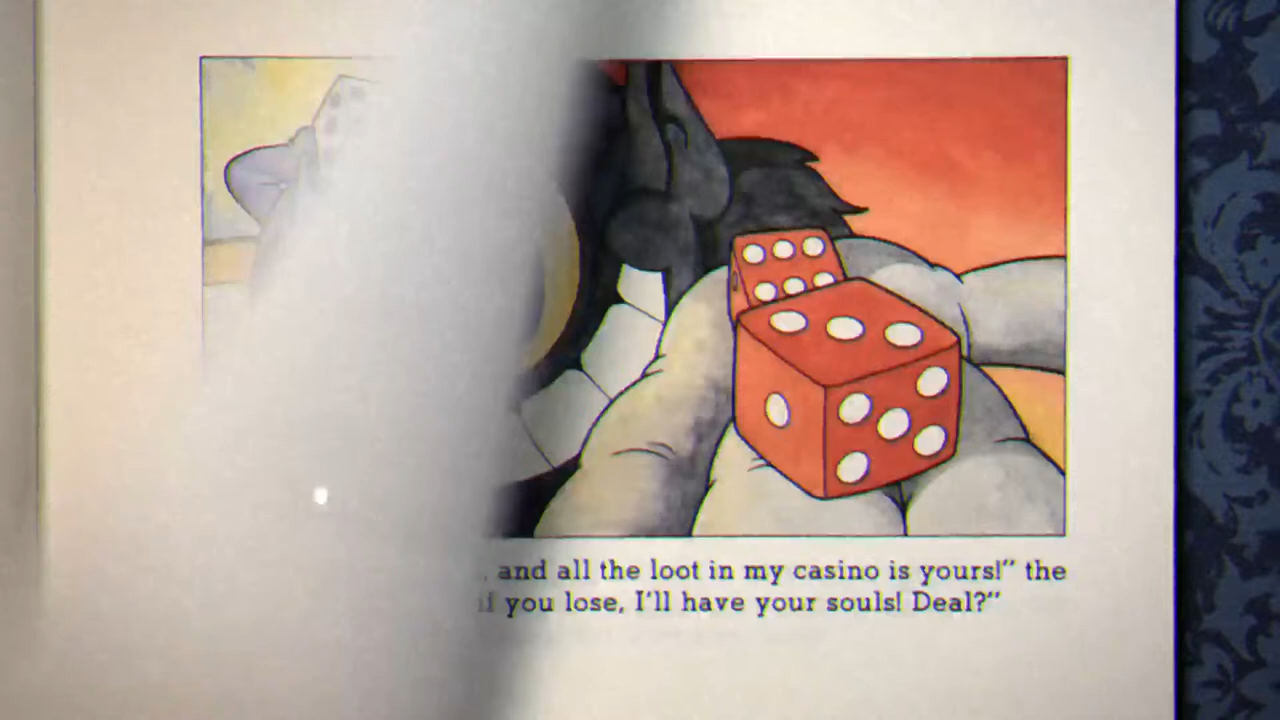 and all the loot in my casino is yours!” the
you lose, I’ll have your souls! Deal?”